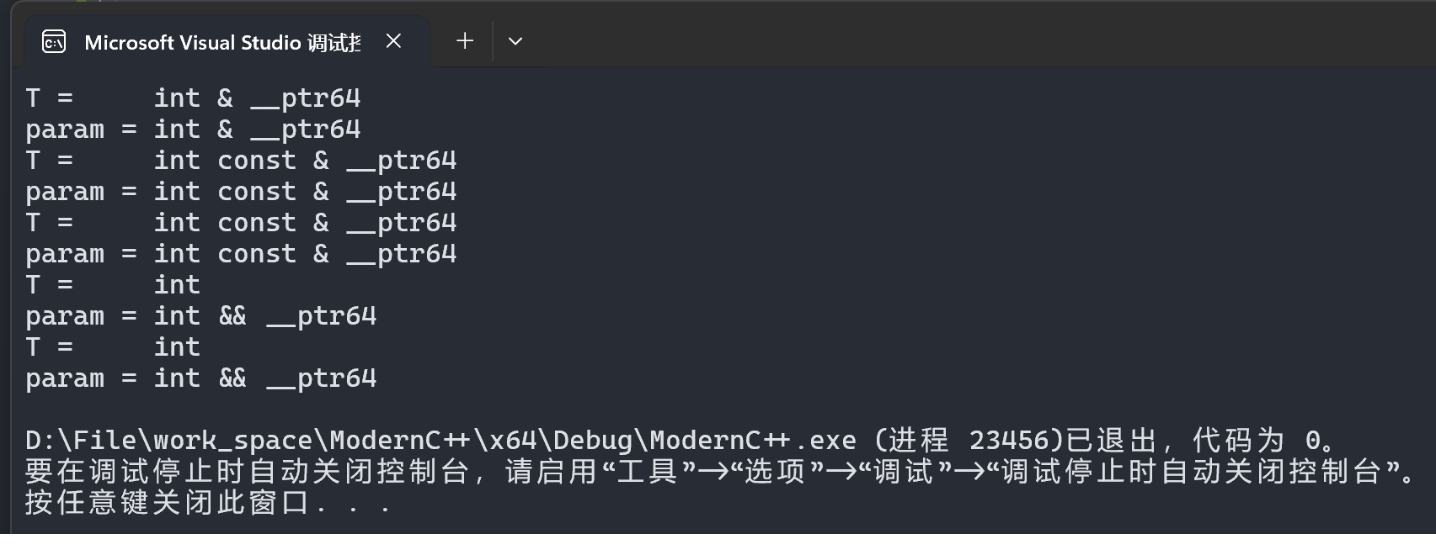 Microsoft Visual Studio 调试
T =     int & __ptr64
param = int & __ptr64
T =     int const & __ptr64
param = int const & __ptr64
T =     int const & __ptr64
param = int const & __ptr64
T =     int
param = int && __ptr64
T =     int
param = int && __ptr64
D:\File\work_space\ModernC++\x64\Debug\ModernC++.exe (进程 23456)已退出，代码为 0。
要在调试停止时自动关闭控制台，请启用“工具”->“选项”->“调试”->“调试停止时自动关闭控制台”。
按任意键关闭此窗口. . .